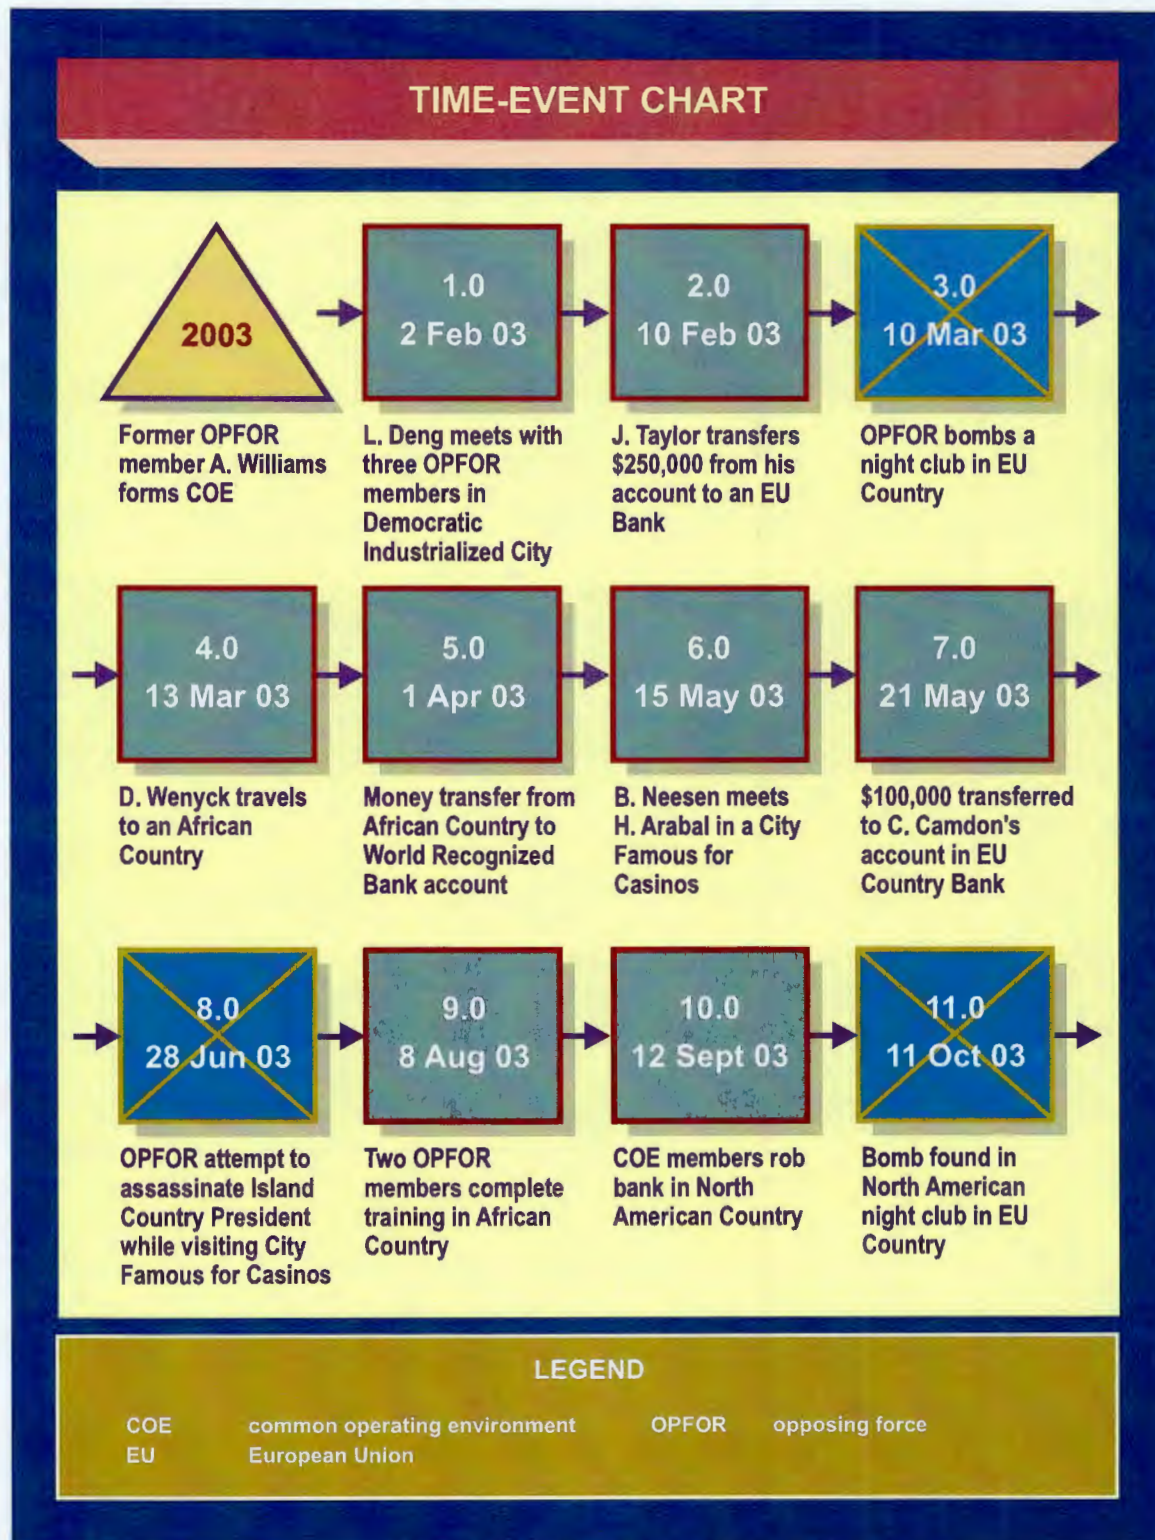 TIME-EVENT CHART
2003
Former OPFOR
member A. Williams
forms COE
1.0
2 Feb 03
L. Deng meets with
three OPFOR
members in
Democratic
Industrialized City
2.0
10 Feb 03
J. Taylor transfers
$250,000 from his
account to an EU
Bank
3.0
10 Mar 03
OPFOR bombs a
night club in EU
Country
4.0
13 Mar 03
D. Wenyck travels
to an African
Country
5.0
1 Apr 03
Money transfer from
African Country to
World Recognized
Bank account
6.0
15 May 03
B. Neesen meets
H. Arabal in a City
Famous for
Casinos
7.0
21 May 03
$100,000 transferred
to C. Camdon's
account in EU
Country Bank
8.0
28 Jun 03
OPFOR attempt to
assassinate Island
Country President
while visiting City
Famous for Casinos
9.0
8 Aug 03
Two OPFOR
members complete
training in African
Country
10.0
12 Sept 03
COE members rob
bank in North
American Country
11.0
11 Oct 03
Bomb found in
North American
night club in EU
Country
LEGEND
COE common operating environment OPFOR opposing force
EU European Union